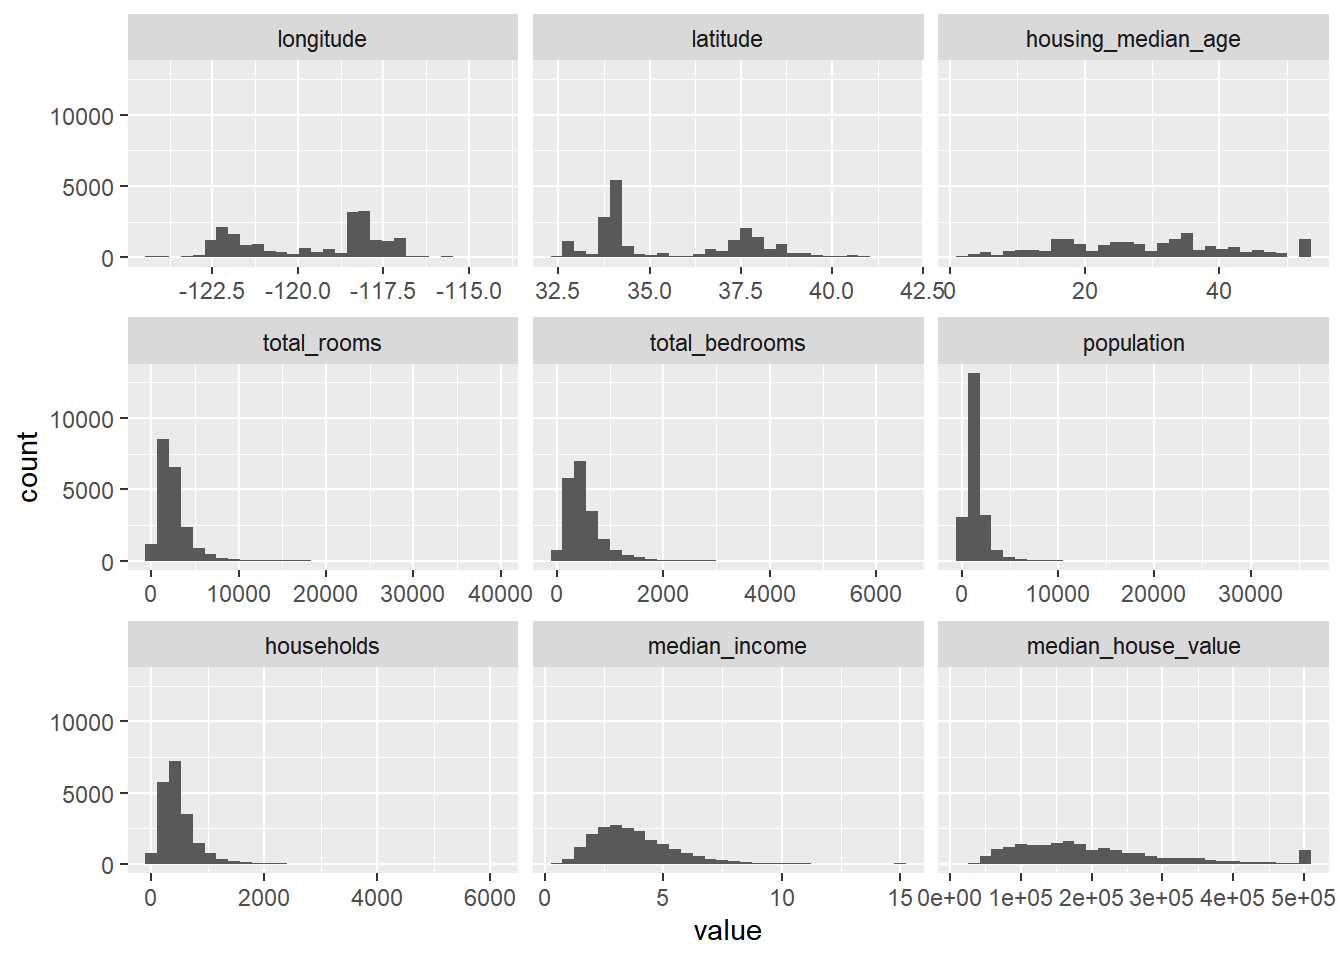 longitude latitude housing_median_age
10000
5000
0
-122.5 -120.0 -117.5 -115.0 32.5 35.0 37.5 40.0 42.5 0 20 40
total_rooms total_bedrooms population
10000
5000
0
0 10000 20000 30000 40000 0 2000 4000 6000 0 10000 20000 30000
count
households median_income median_house_value
10000
5000
0
0 2000 4000 6000 0 5 10 15 0e+00 1e+05 2e+05 3e+05 4e+05 5e+05
value